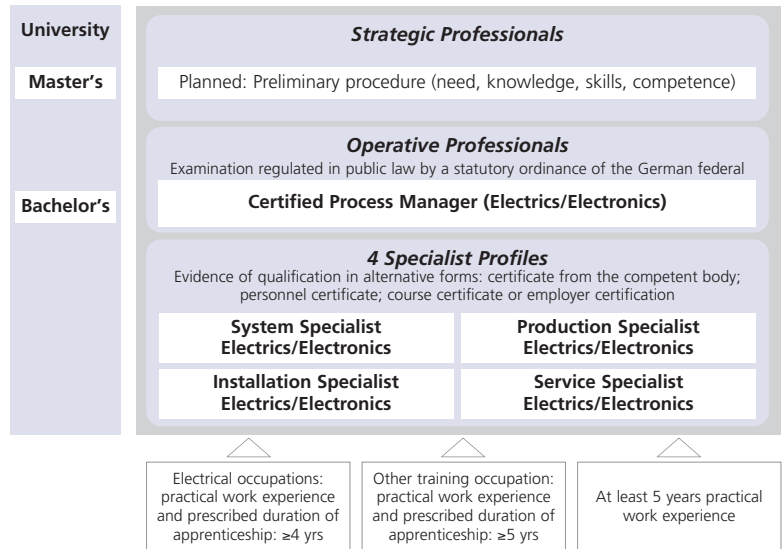 University
Master's
Bachelor's
Strategic Professionals
Planned: Preliminary procedure (need, knowledge, skills, competence)
Operative Professionals
Examination regulated in public law by a statutory ordinance of the German federal
Certified Process Manager (Electrics/Electronics)
4 Specialist Profiles
Evidence of qualification in alternative forms: certificate from the competent body;
personnel certificate; course certificate or employer certification
System Specialist
Electrics/Electronics
Production Specialist
Electrics/Electronics
Installation Specialist
Electrics/Electronics
Service Specialist
Electrics/Electronics
Electrical occupations:
practical work experience
and prescribed duration of
apprenticeship: ≥4 yrs
Other training occupation:
practical work experience
and prescribed duration of
apprenticeship: ≥5 yrs
At least 5 years practical
work experience